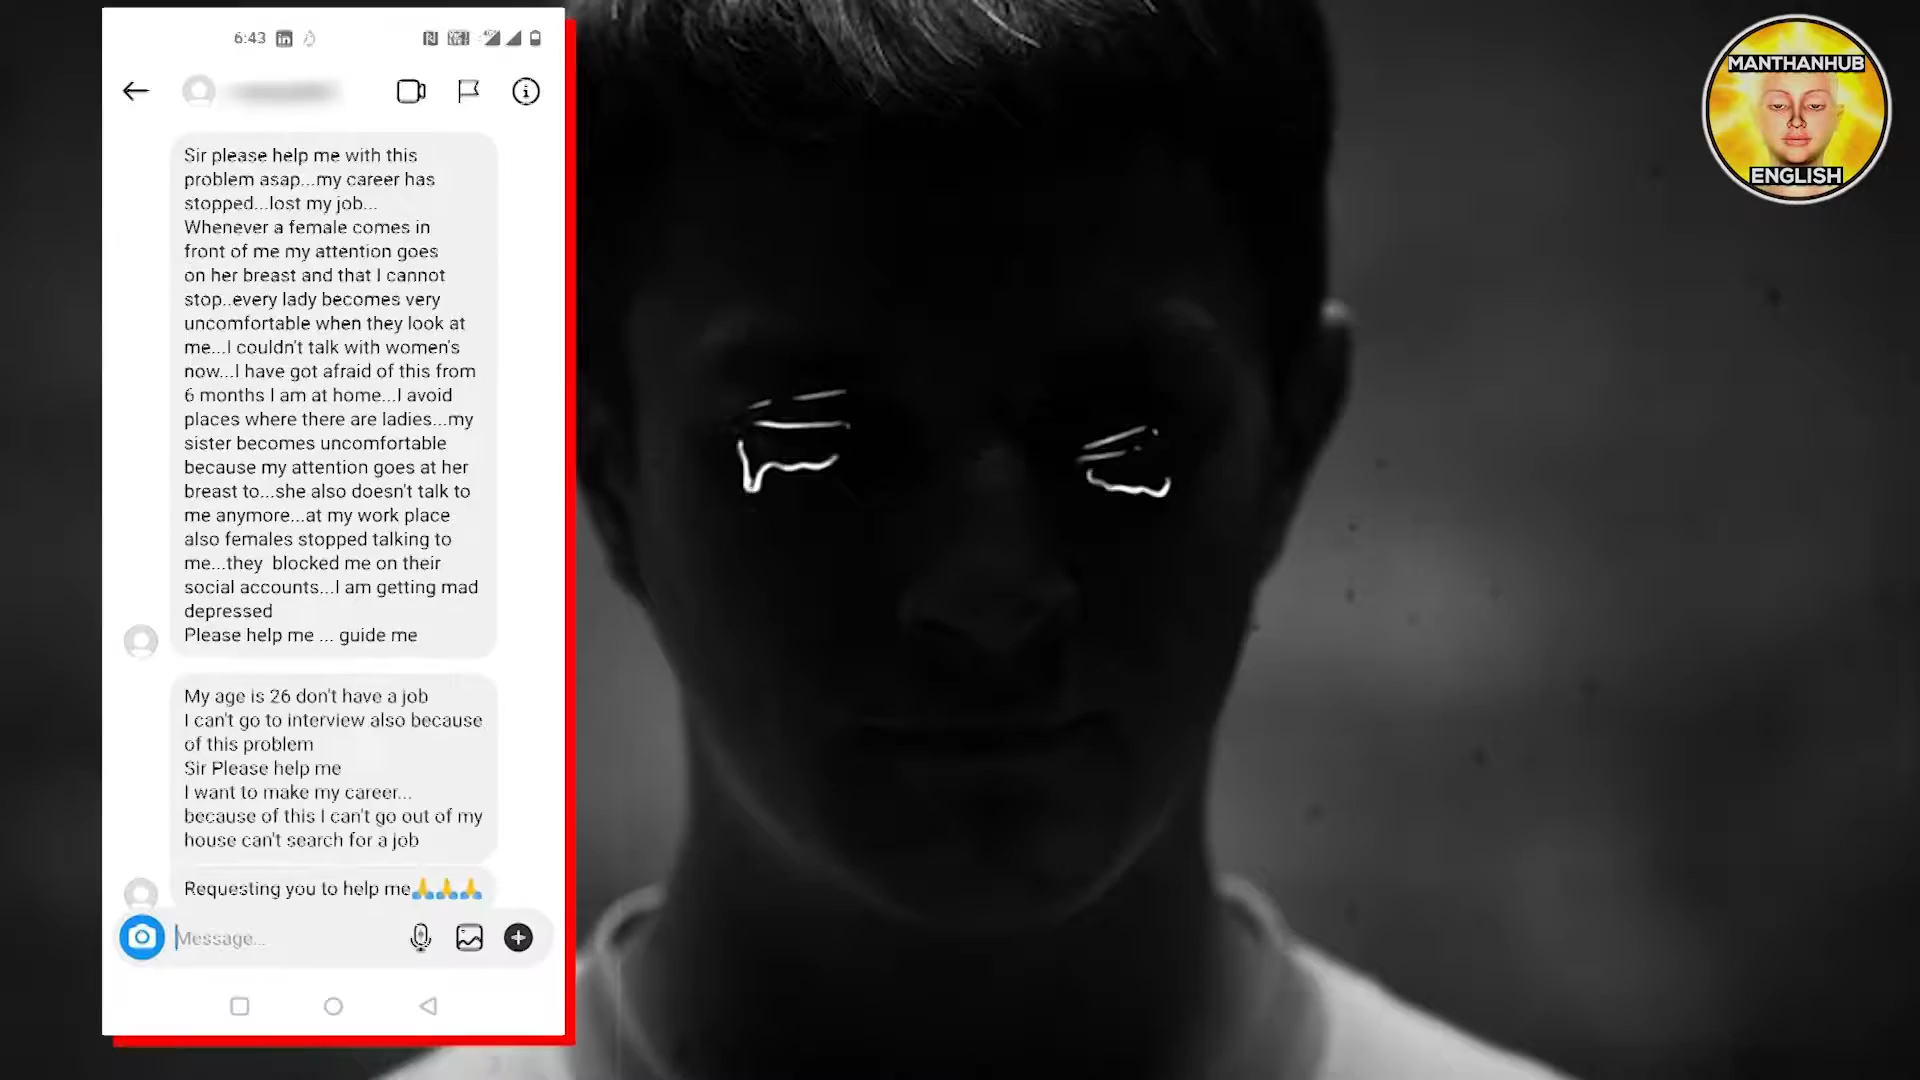 6:43
MANTHANHUB
ENGLISH
Sir please help me with this
problem asap...my career has
stopped...lost my job...
Whenever a female comes in
front of me my attention goes
on her breast and that I cannot
stop..every lady becomes very
uncomfortable when they look at
me...I couldn't talk with women's
now...I have got afraid of this from
6 months I am at home...I avoid
places where there are ladies...my
sister becomes uncomfortable
because my attention goes at her
breast to...she also doesn't talk to
me anymore...at my work place
also females stopped talking to
me...they  blocked me on their
social accounts...I am getting mad
depressed
Please help me ... guide me
My age is 26 don't have a job
I can't go to interview also because
of this problem
Sir Please help me
I want to make my career...
because of this I can't go out of my
house can't search for a job
Requesting you to help me🙏🙏🙏
Message...